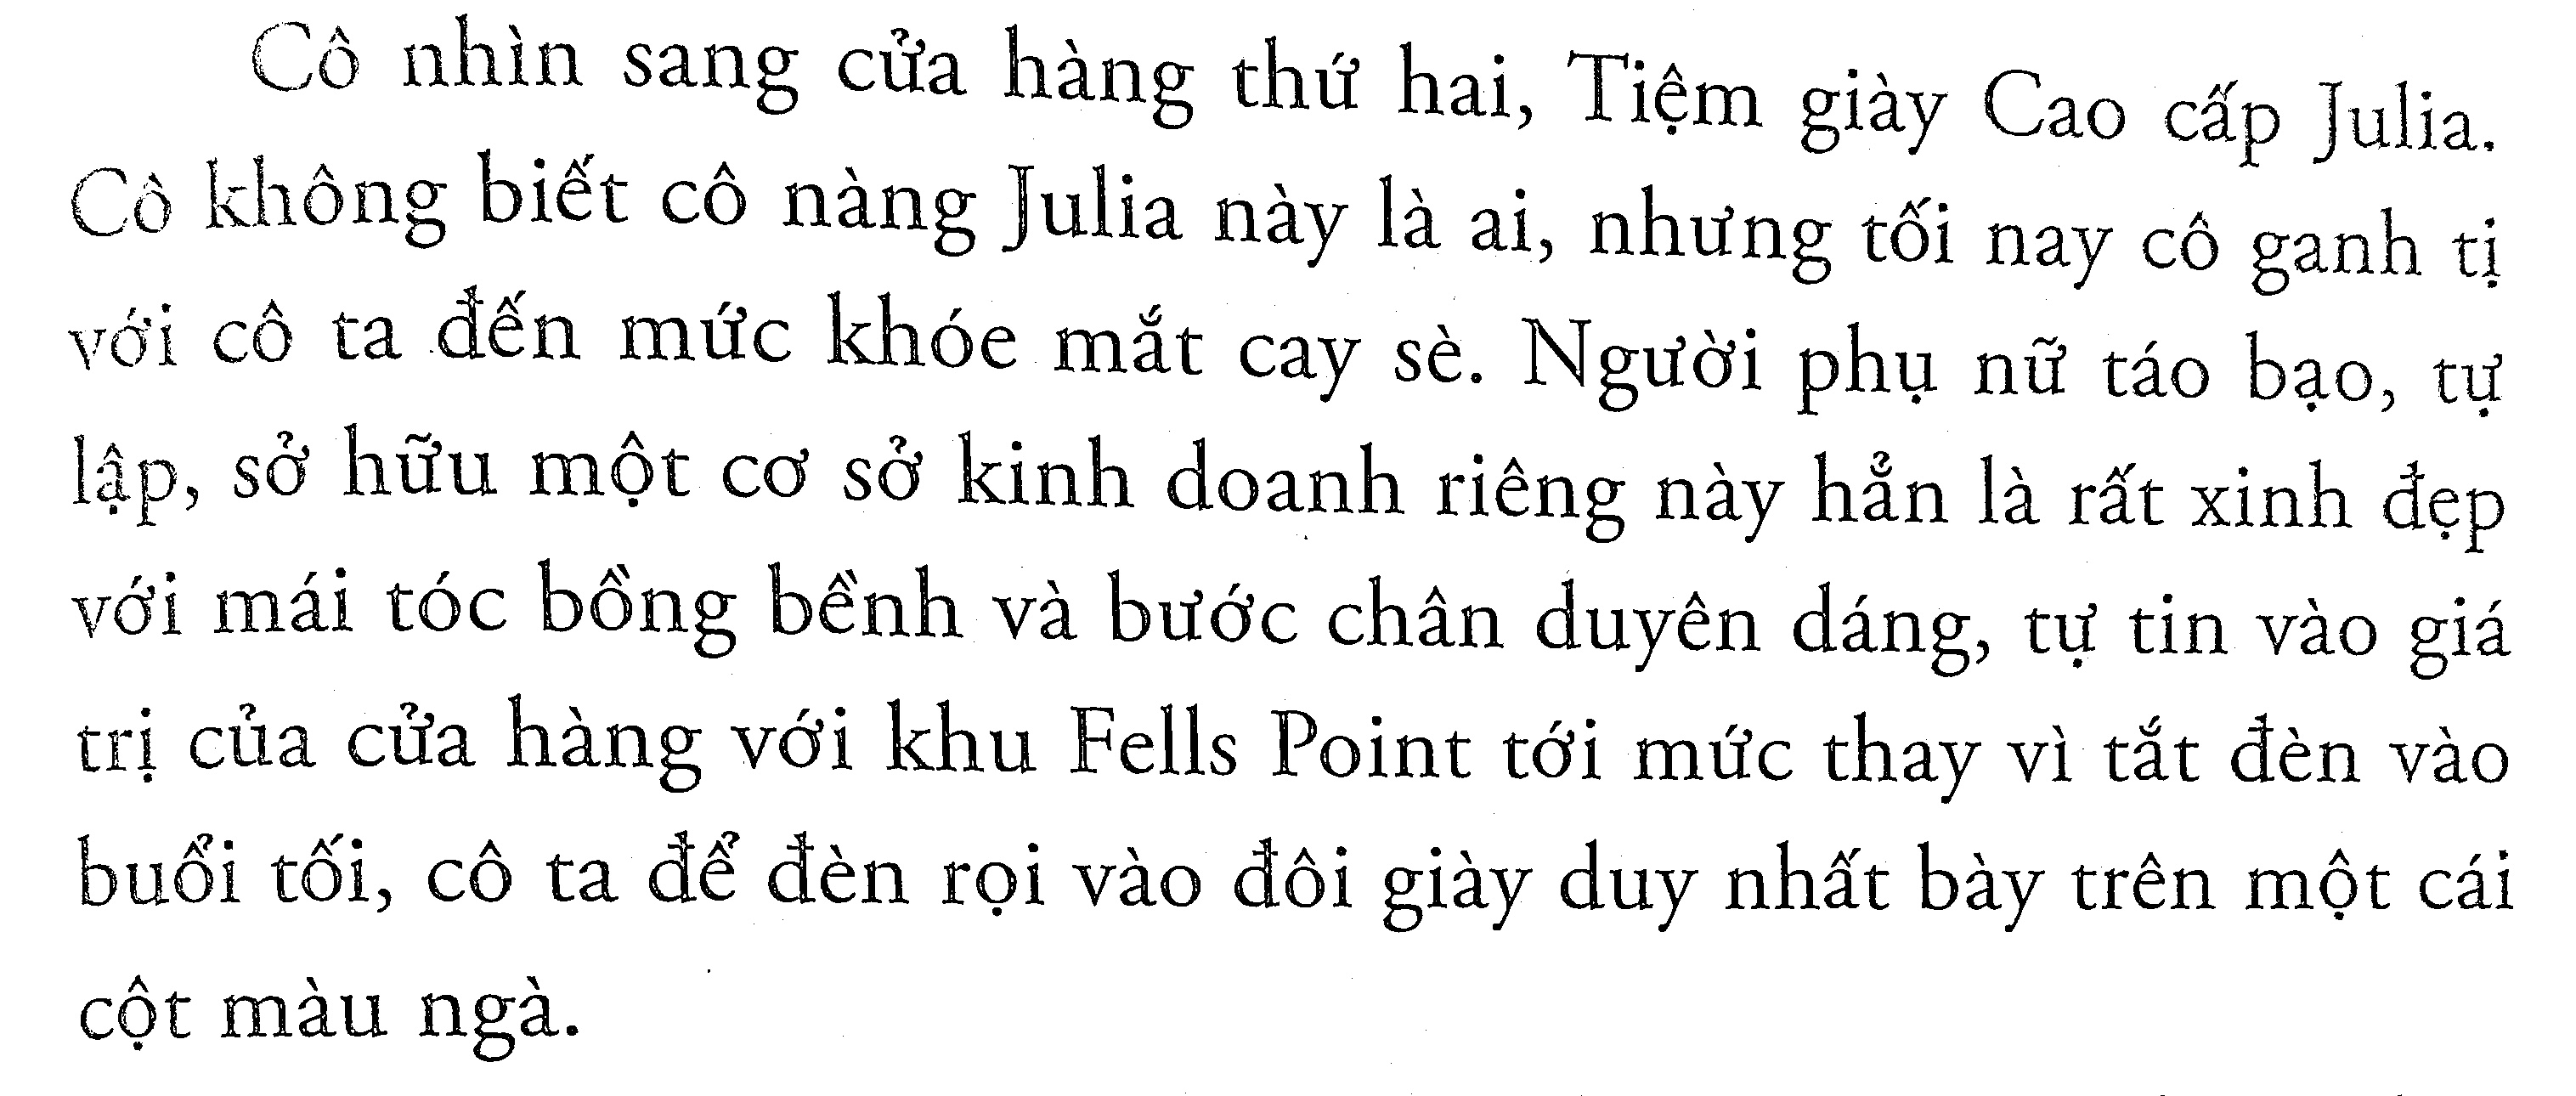 Cô nhìn sang cửa hàng thứ hai, Tiệm giày Cao cấp Julia.
Cô không biết cô nàng Julia này là ai, nhưng tối nay cô ganh tị
với cô ta đến mức khóe mắt cay sè. Người phụ nữ táo bạo, tự
lập, sở hữu một cơ sở kinh doanh riêng này hẳn là rất xinh đẹp
với mái tóc bồng bềnh và bước chân duyên dáng, tự tin vào giá
trị của cửa hàng với khu Fells Point tới mức thay vì tắt đèn vào
buổi tối, cô ta để đèn rọi vào đôi giày duy nhất bày trên một cái
cột màu ngà.